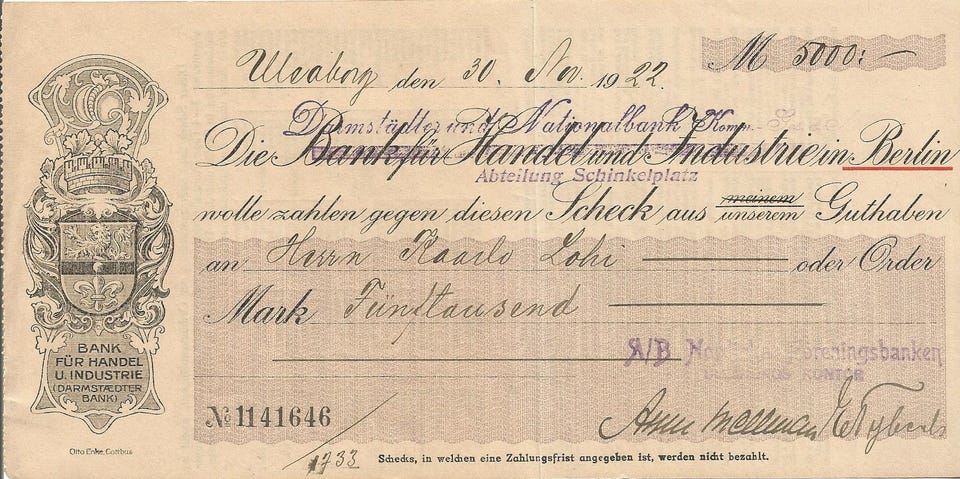 Uleaborg den 30. Nov. 1922.
M 5000:—
Darmstädter und Nationalbank Komm.
Die Bank für Handel und Industrie in Berlin
Abteilung Schinkelplatz
wolle zahlen gegen diesen Scheck aus meinem unserem Guthaben
an Herrn Kaarlo Lohi oder Order
Mark Fünftausend
A/B Föreningsbanken
KONTOR
BANK
FÜR HANDEL
U. INDUSTRIE
(DARMSTÆDTER
BANK)
№ 1141646
1733
Otto Enke, Cottbus
Schecks, in welchen eine Zahlungsfrist angegeben ist, werden nicht bezahlt.